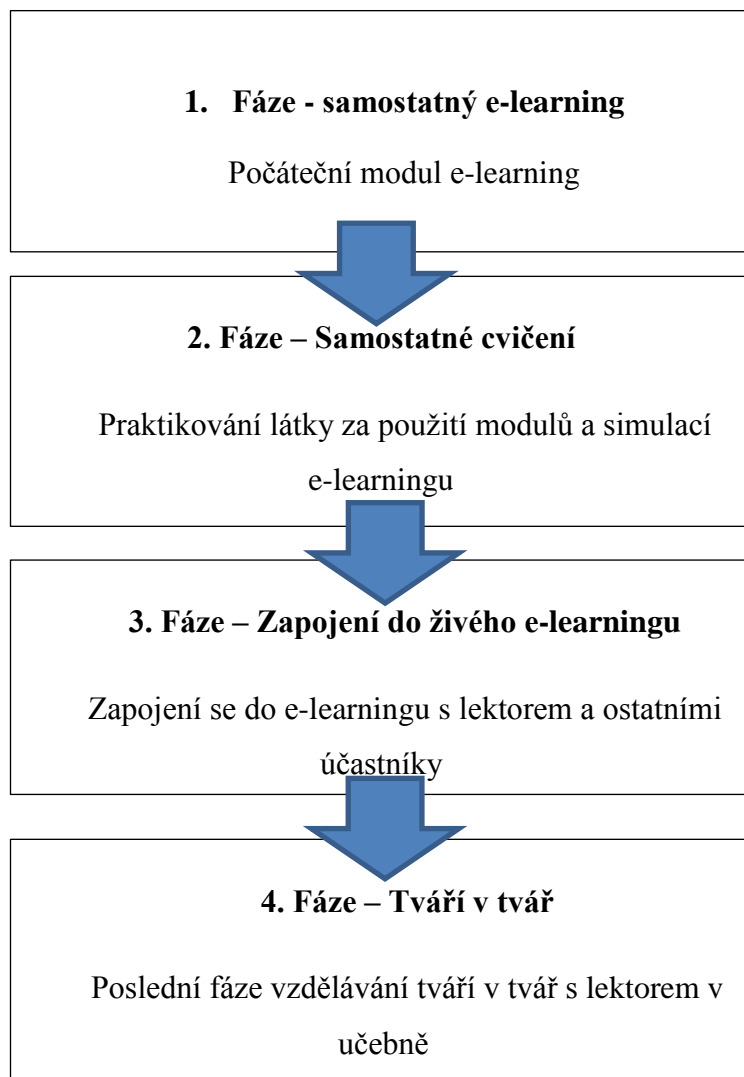 1. Fáze - samostatný e-learning
Počáteční modul e-learning
2. Fáze – Samostatné cvičení
Praktikování látky za použití modulů a simulací
e-learningu
3. Fáze – Zapojení do živého e-learningu
Zapojení se do e-learningu s lektorem a ostatními
účastníky
4. Fáze – Tváří v tvář
Poslední fáze vzdělávání tváří v tvář s lektorem v
učebně